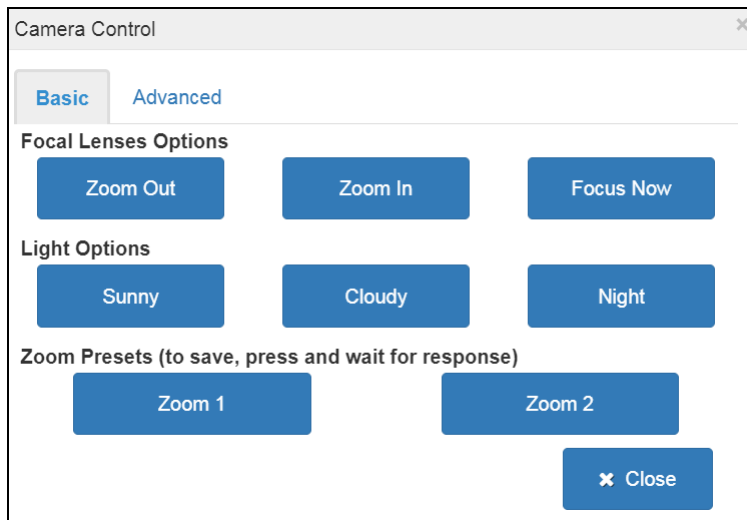 Camera Control
Basic Advanced
Focal Lenses Options
Zoom Out Zoom In Focus Now
Light Options
Sunny Cloudy Night
Zoom Presets (to save, press and wait for response)
Zoom 1 Zoom 2
Close